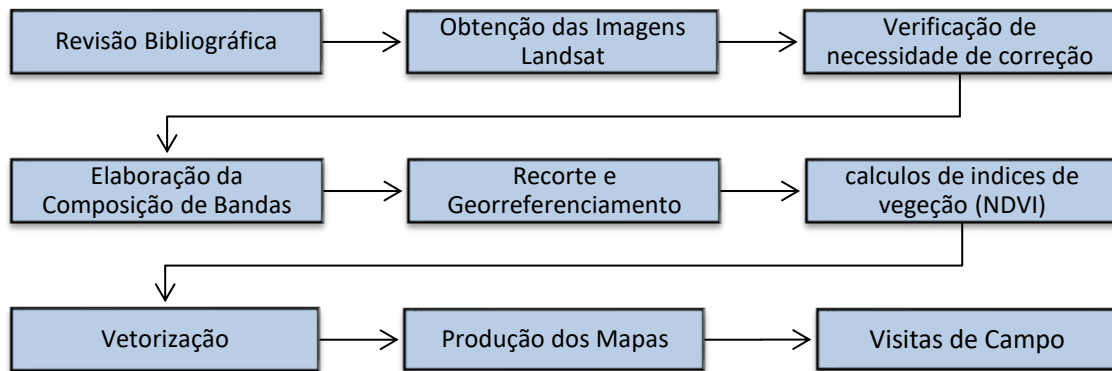 Revisão Bibliográfica
Obtenção das Imagens
Landsat
Verificação de
necessidade de correção
Elaboração da
Composição de Bandas
Recorte e
Georreferenciamento
calculos de indices de
vegeção (NDVI)
Vetorização
Produção dos Mapas
Visitas de Campo